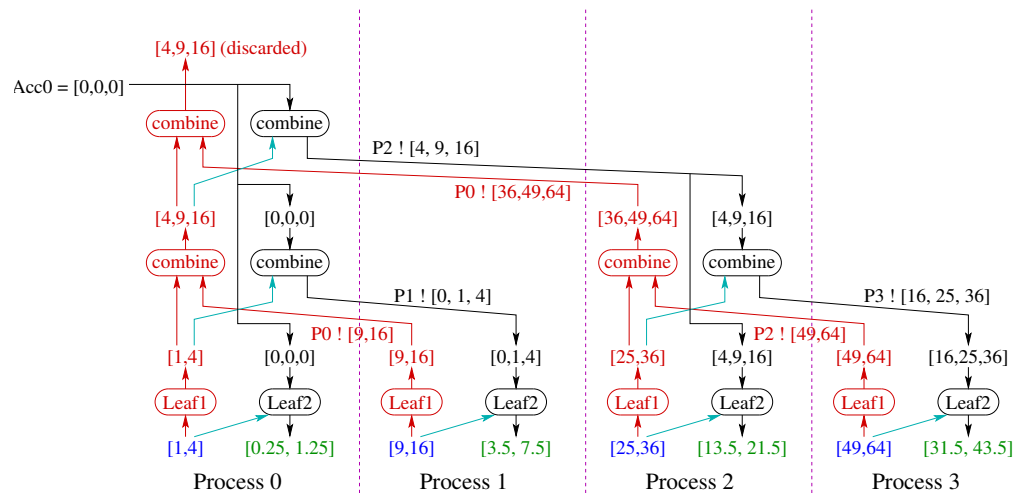 [4,9,16] (discarded)
Acc0 = [0,0,0]
combine combine
P2 ! [4, 9, 16]
P0 ! [36,49,64]
[4,9,16] [0,0,0] [36,49,64] [4,9,16]
combine combine combine combine
P1 ! [0, 1, 4] P3 ! [16, 25, 36]
P0 ! [9,16] P2 ! [49,64]
[1,4] [0,0,0] [9,16] [0,1,4] [25,36] [4,9,16] [49,64] [16,25,36]
Leaf1 Leaf2 Leaf1 Leaf2 Leaf1 Leaf2 Leaf1 Leaf2
[1,4] [0.25, 1.25] [9,16] [3.5, 7.5] [25,36] [13.5, 21.5] [49,64] [31.5, 43.5]
Process 0 Process 1 Process 2 Process 3